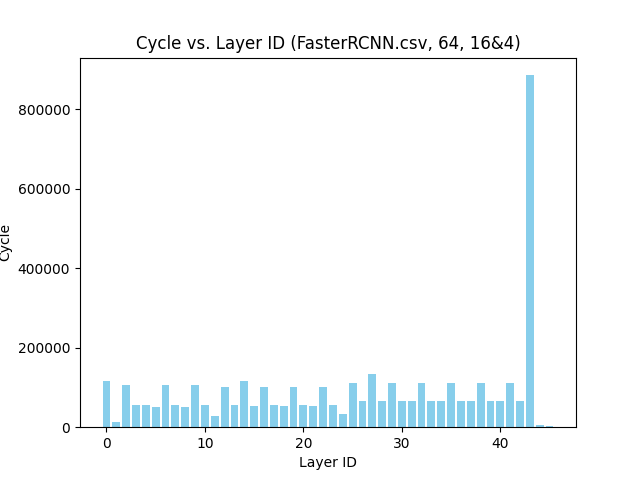 Cycle vs. Layer ID (FasterRCNN.csv, 64, 16&4)
800000
600000
400000
200000
0
Cycle
0 10 20 30 40
Layer ID